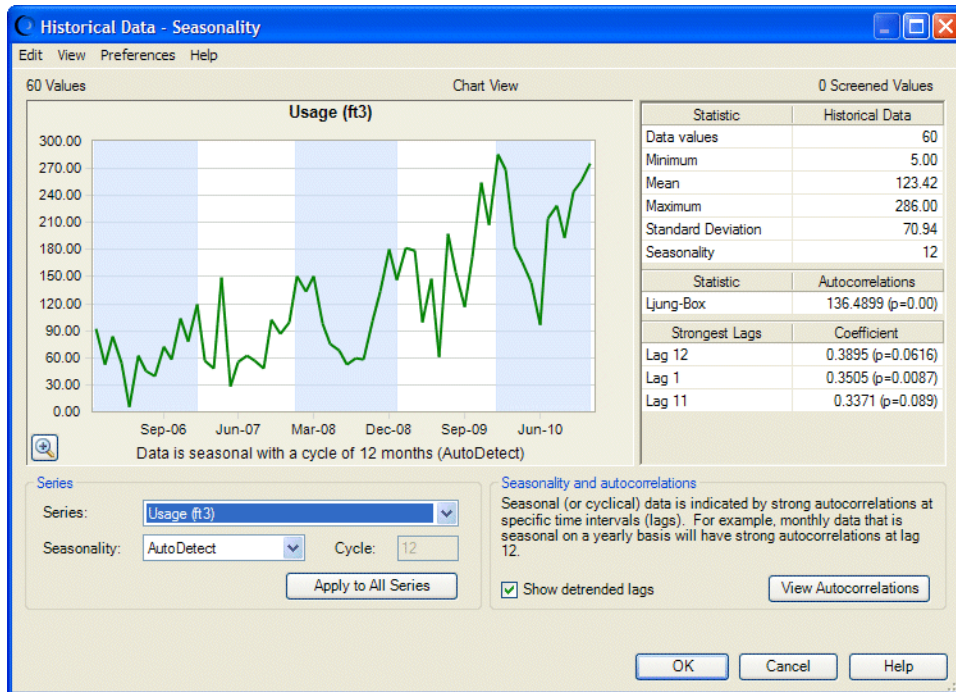 Historical Data - Seasonality
Edit View Preferences Help
60 Values Chart View 0 Screened Values
Usage (ft3)
300.00
270.00
240.00
210.00
180.00
150.00
120.00
90.00
60.00
30.00
0.00
Sep-06 Jun-07 Mar-08 Dec-08 Sep-09 Jun-10
Data is seasonal with a cycle of 12 months (AutoDetect)
Statistic Historical Data
Data values 60
Minimum 5.00
Mean 123.42
Maximum 286.00
Standard Deviation 70.94
Seasonality 12
Statistic Autocorrelations
Ljung-Box 136.4899 (p=0.00)
Strongest Lags Coefficient
Lag 12 0.3895 (p=0.0616)
Lag 1 0.3505 (p=0.0087)
Lag 11 0.3371 (p=0.089)
Series
Series: Usage (ft3)
Seasonality: AutoDetect Cycle: 12
Apply to All Series
Seasonality and autocorrelations
Seasonal (or cyclical) data is indicated by strong autocorrelations at
specific time intervals (lags). For example, monthly data that is
seasonal on a yearly basis will have strong autocorrelations at lag
12.
Show detrended lags View Autocorrelations
OK Cancel Help